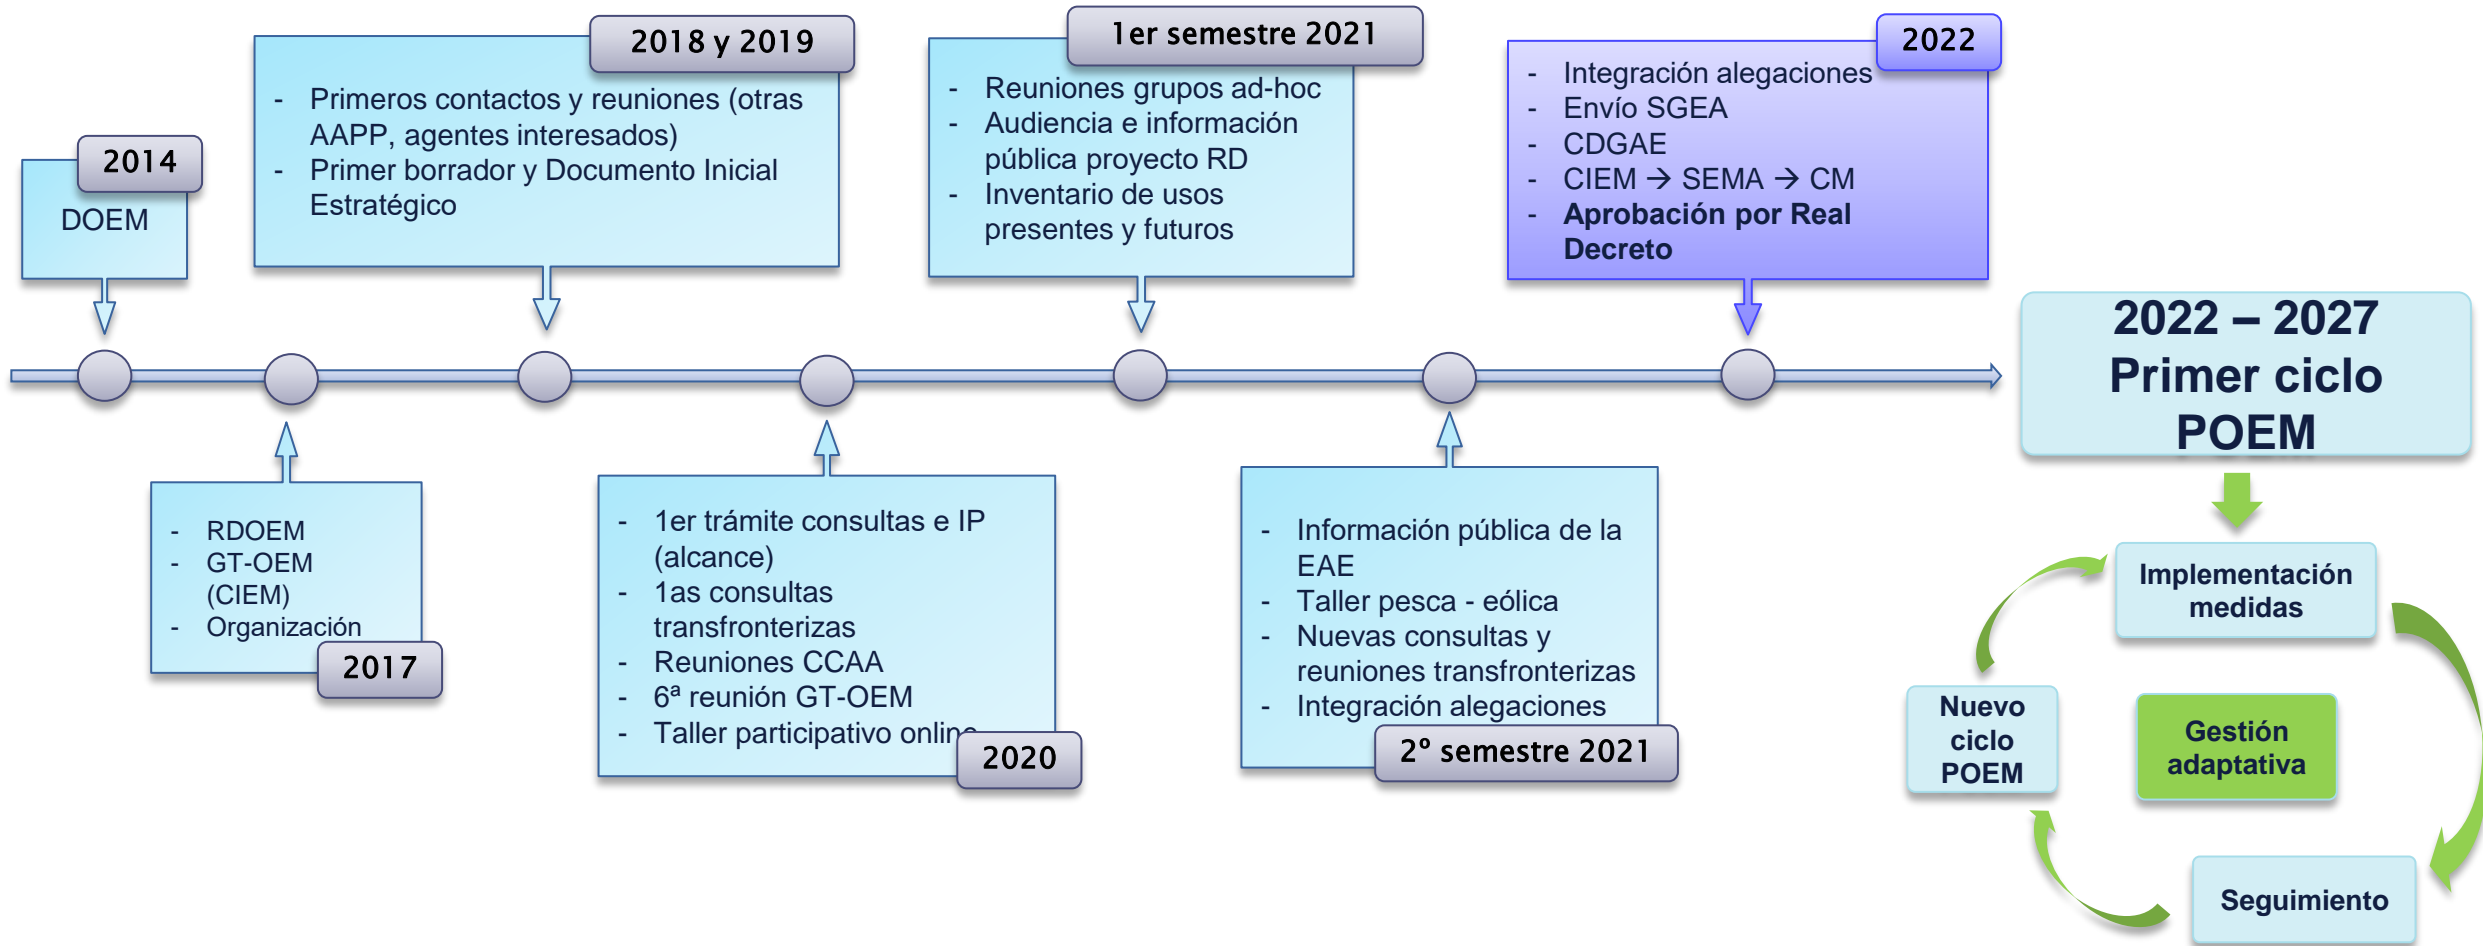 2014
DOEM
2018 y 2019
- Primeros contactos y reuniones (otras
AAPP, agentes interesados)
- Primer borrador y Documento Inicial
Estratégico
1er semestre 2021
- Reuniones grupos ad-hoc
- Audiencia e información
pública proyecto RD
- Inventario de usos
presentes y futuros
2022
- Integración alegaciones
- Envío SGEA
- CDGAE
- CIEM → SEMA → CM
- Aprobación por Real
Decreto
- RDOEM
- GT-OEM
(CIEM)
- Organización
2017
- 1er trámite consultas e IP
(alcance)
- 1as consultas
transfronterizas
- Reuniones CCAA
- 6ª reunión GT-OEM
- Taller participativo online
2020
- Información pública de la
EAE
- Taller pesca - eólica
- Nuevas consultas y
reuniones transfronterizas
- Integración alegaciones
2º semestre 2021
2022 – 2027
Primer ciclo
POEM
Implementación
medidas
Nuevo
ciclo
POEM
Gestión
adaptativa
Seguimiento